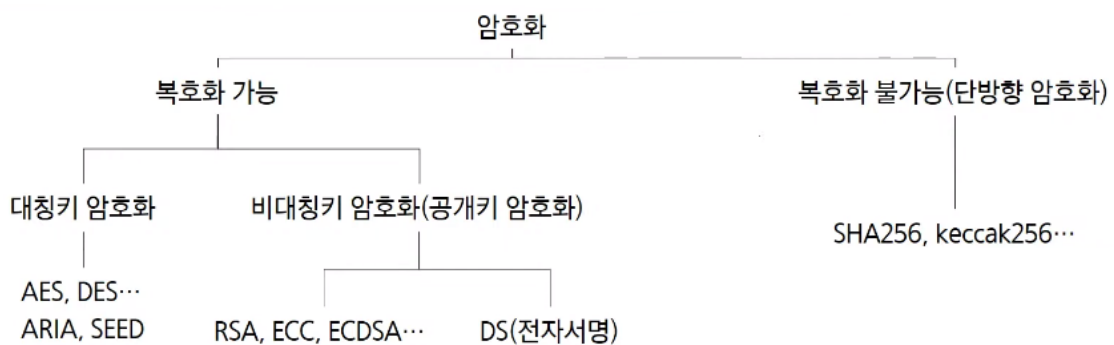 암호화
복호화 가능
복호화 불가능(단방향 암호화)
대칭키 암호화
비대칭키 암호화(공개키 암호화)
SHA256, keccak256…
AES, DES…
ARIA, SEED
RSA, ECC, ECDSA…
DS(전자서명)